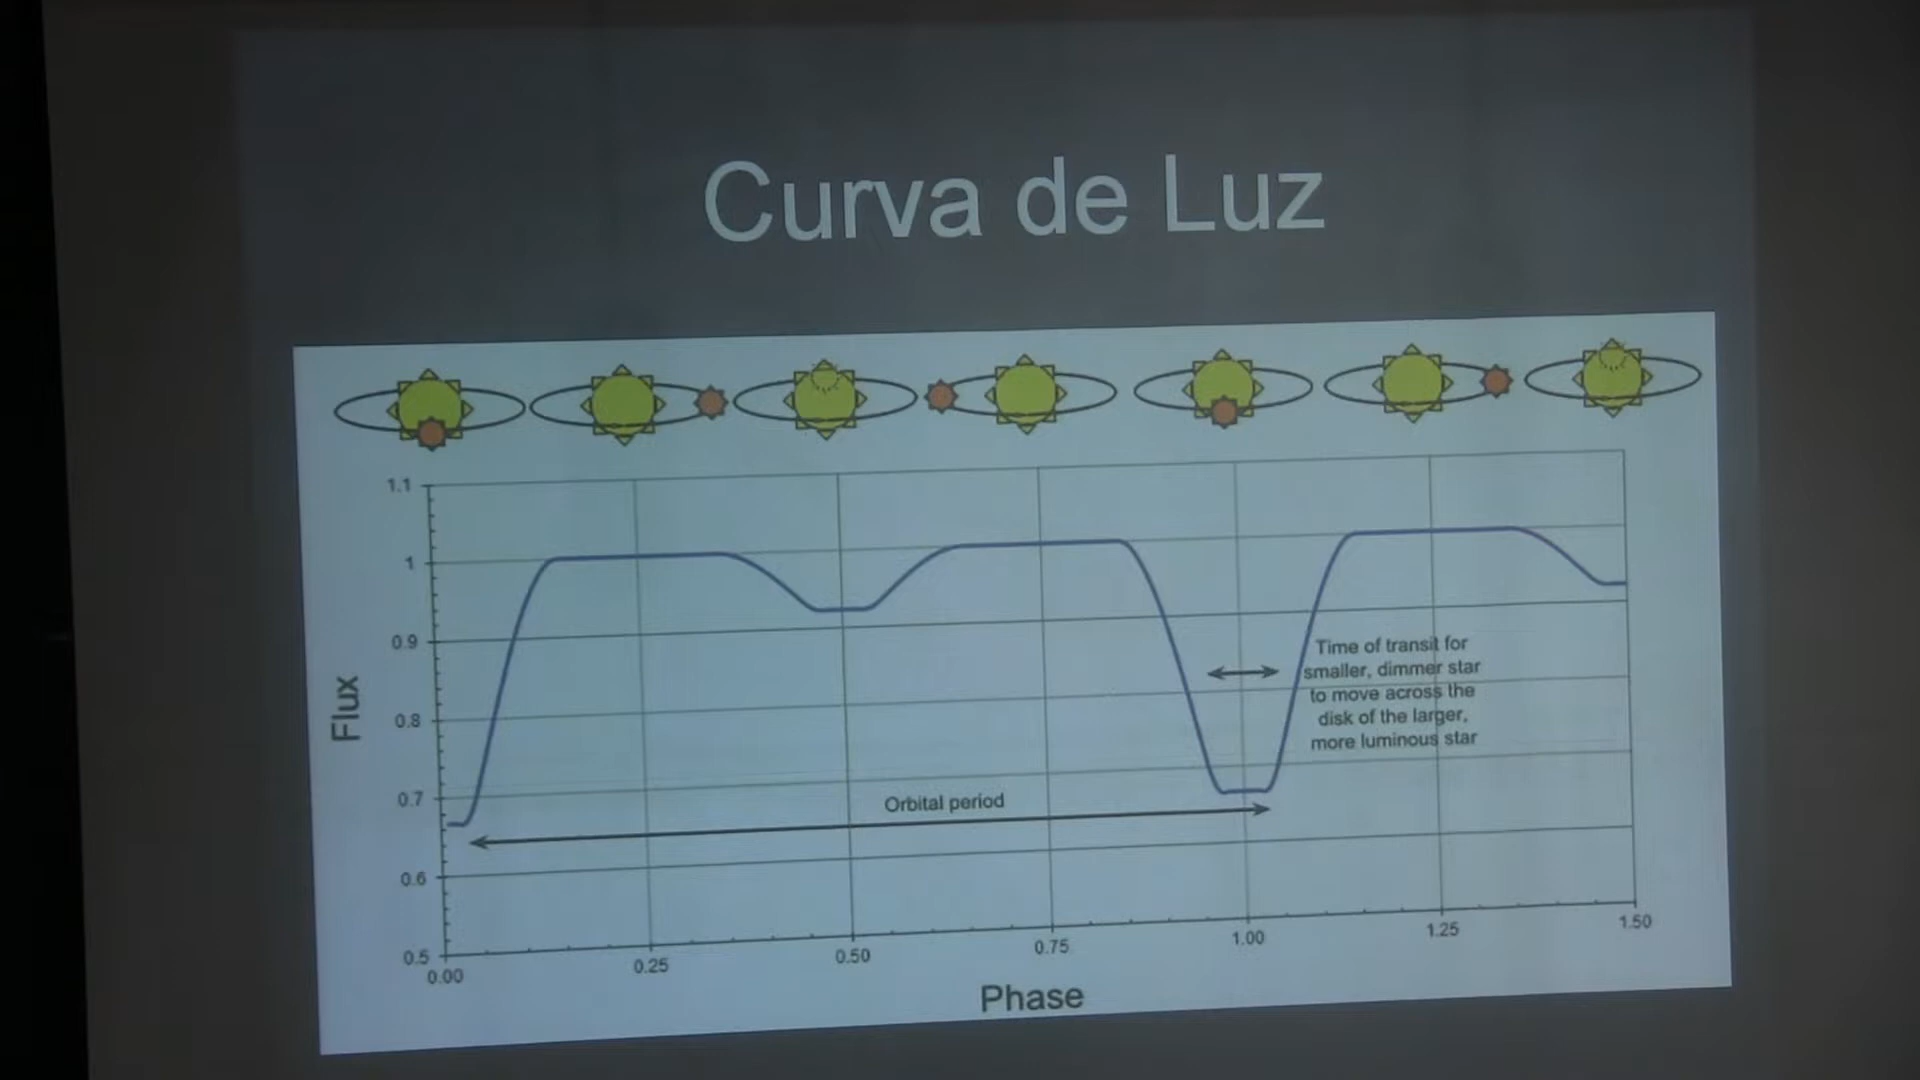 Curva de Luz
1.1
1
0.9
0.8
0.7
0.6
0.5
Flux
Time of transit for
smaller, dimmer star
to move across the
disk of the larger,
more luminous star
Orbital period
0.00
0.25
0.50
0.75
1.00
1.25
1.50
Phase